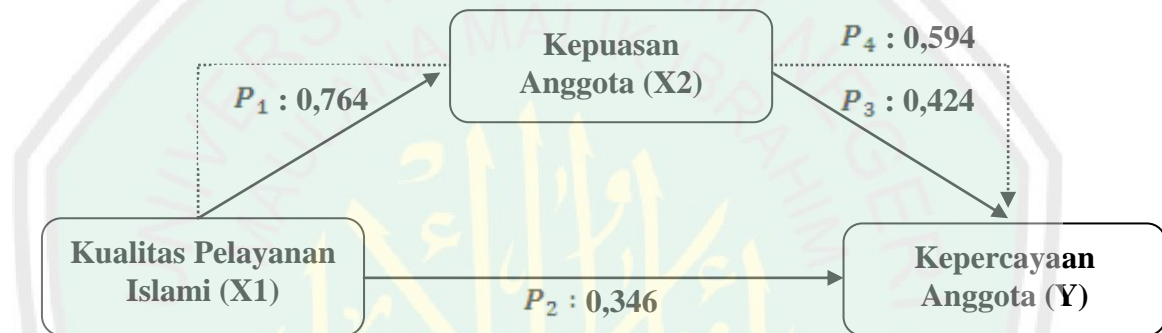 Kepuasan
Anggota (X2)
P₄ : 0,594
P₁ : 0,764
P₃ : 0,424
Kualitas Pelayanan
Islami (X1)
Kepercayaan
Anggota (Y)
P₂ : 0,346